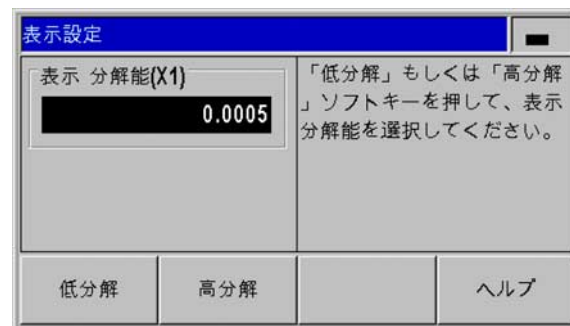 表示設定
表示 分解能(X1)
0.0005
「低分解」もしくは「高分解
」ソフトキーを押して、表示
分解能を選択してください。
低分解
高分解
ヘルプ